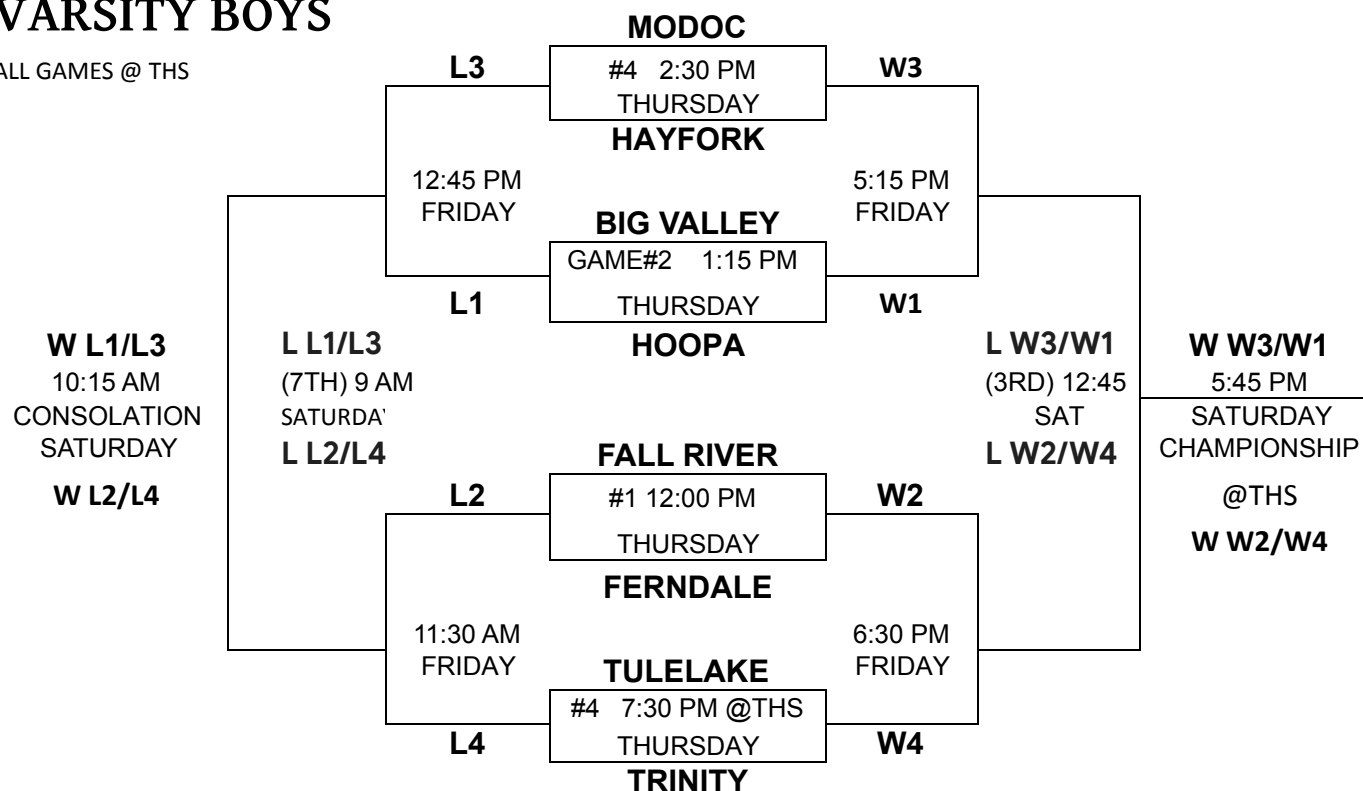 VARSITY BOYS
ALL GAMES @ THS
MODOC
L3
#4 2:30 PM
W3
THURSDAY
HAYFORK
12:45 PM
FRIDAY
5:15 PM
FRIDAY
BIG VALLEY
GAME#2 1:15 PM
THURSDAY
L1
W1
HOOPA
W L1/L3
10:15 AM
CONSOLATION
SATURDAY
W L2/L4
L L1/L3
(7TH) 9 AM
SATURDAY
L L2/L4
L W3/W1
(3RD) 12:45
SAT
L W2/W4
W W3/W1
5:45 PM
SATURDAY
CHAMPIONSHIP
@THS
W W2/W4
FALL RIVER
L2
#1 12:00 PM
W2
THURSDAY
FERNDALE
11:30 AM
FRIDAY
6:30 PM
FRIDAY
TULELAKE
#4 7:30 PM @THS
L4
THURSDAY
W4
TRINITY